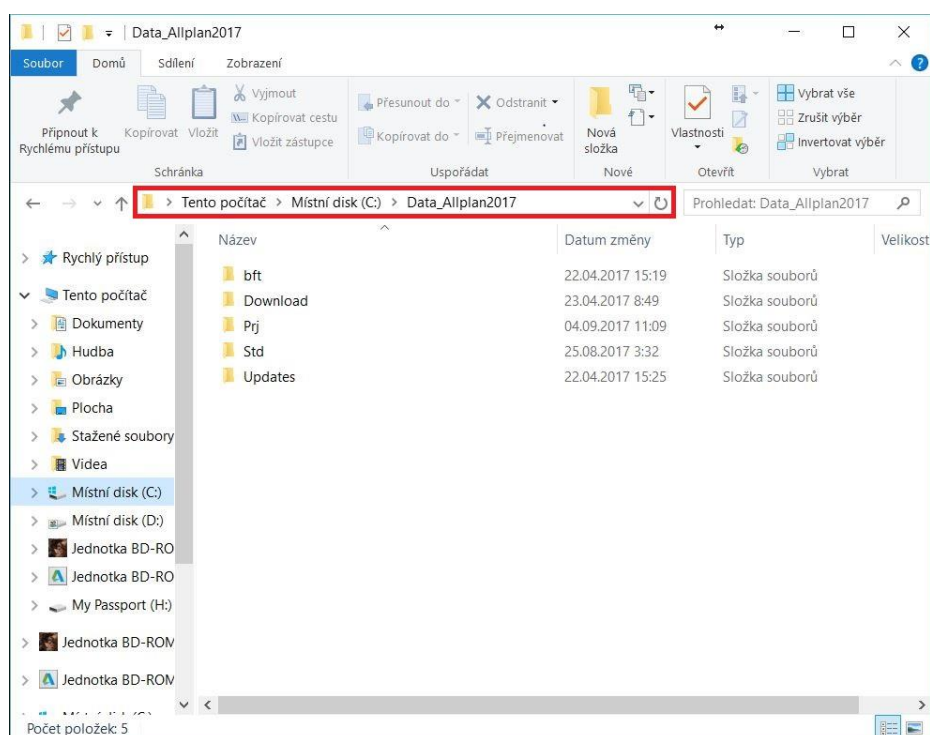 Data_Allplan2017
Soubor Domů Sdílení Zobrazení
Připnout k Rychlému přístupu
Kopírovat
Vložit
Vyjmout
Kopírovat cestu
Vložit zástupce
Přesunout do
Kopírovat do
Odstranit
Přejmenovat
Nová složka
Vlastnosti
Vybrat vše
Zrušit výběr
Invertovat výběr
Schránka Uspořádat Nové Otevřít Vybrat
Tento počítač > Místní disk (C:) > Data_Allplan2017
Prohledat: Data_Allplan2017
Název Datum změny Typ Velikost
Rychlý přístup
Tento počítač
Dokumenty
Hudba
Obrázky
Plocha
Stažené soubory
Videa
Místní disk (C:)
Místní disk (D:)
Jednotka BD-RO
Jednotka BD-RO
My Passport (H:)
Jednotka BD-ROM
Jednotka BD-ROM
bft 22.04.2017 15:19 Složka souborů
Download 23.04.2017 8:49 Složka souborů
Prj 04.09.2017 11:09 Složka souborů
Std 25.08.2017 3:32 Složka souborů
Updates 22.04.2017 15:25 Složka souborů
Počet položek: 5